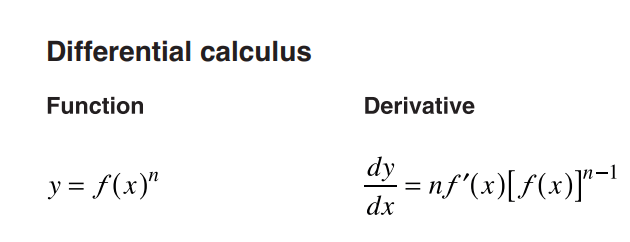 Differential calculus
Function Derivative
y = f(x)ⁿ dy/dx = nf′(x)[f(x)]ⁿ⁻¹